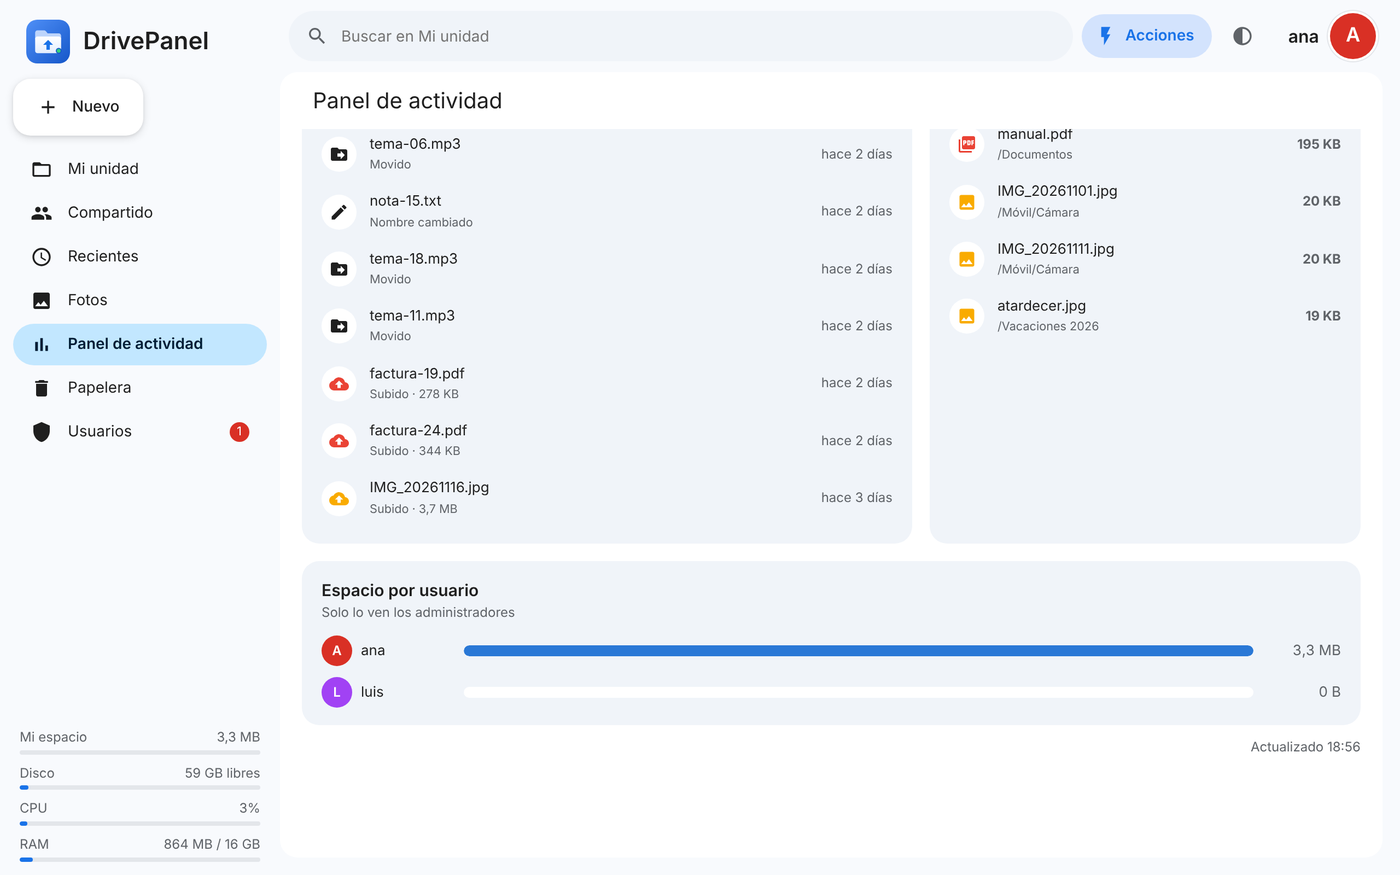 DrivePanel
Buscar en Mi unidad
Acciones
ana
A
Nuevo
Mi unidad
Compartido
Recientes
Fotos
Panel de actividad
Papelera
Usuarios
1
Mi espacio 3,3 MB
Disco 59 GB libres
CPU 3%
RAM 864 MB / 16 GB
Panel de actividad
tema-06.mp3
Movido
hace 2 días
nota-15.txt
Nombre cambiado
hace 2 días
tema-18.mp3
Movido
hace 2 días
tema-11.mp3
Movido
hace 2 días
factura-19.pdf
Subido · 278 KB
hace 2 días
factura-24.pdf
Subido · 344 KB
hace 2 días
IMG_20261116.jpg
Subido · 3,7 MB
hace 3 días
PDF
manual.pdf
/Documentos
195 KB
IMG_20261101.jpg
/Móvil/Cámara
20 KB
IMG_20261111.jpg
/Móvil/Cámara
20 KB
atardecer.jpg
/Vacaciones 2026
19 KB
Espacio por usuario
Solo lo ven los administradores
A ana 3,3 MB
L luis 0 B
Actualizado 18:56